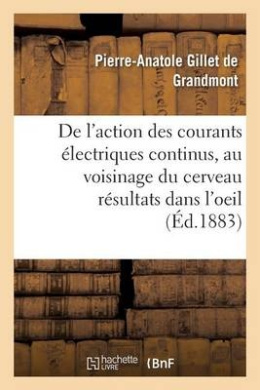 Pierre-Anatole Gillet de
Grandmont
De l'action des courants
électriques continus, au
voisinage du cerveau
résultats dans l'oeil
(Éd.1883)
hachette
LIVRE
{BnF